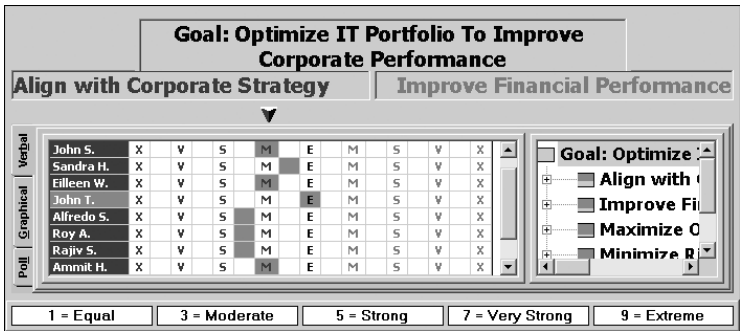 Goal: Optimize IT Portfolio To Improve
Corporate Performance
Align with Corporate Strategy
Improve Financial Performance
Verbal
Graphical
Poll
John S. X V S M E M S V X
Sandra H. X V S M E M S V X
Eilleen W. X V S M E M S V X
John T. X V S M E M S V X
Alfredo S. X V S M E M S V X
Roy A. X V S M E M S V X
Rajiv S. X V S M E M S V X
Ammit H. X V S M E M S V X
Goal: Optimize
Align with
Improve Fi
Maximize O
Minimize Ri
1 = Equal
3 = Moderate
5 = Strong
7 = Very Strong
9 = Extreme